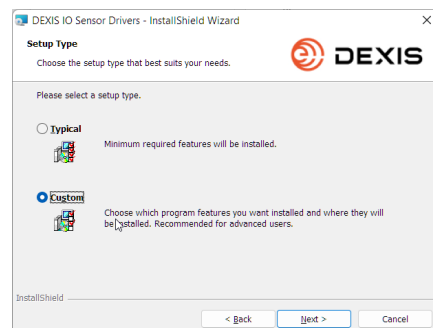 DEXIS IO Sensor Drivers - InstallShield Wizard
Setup Type
Choose the setup type that best suits your needs.
DEXIS
Please select a setup type.
Typical
Minimum required features will be installed.
Custom
Choose which program features you want installed and where they will
be installed. Recommended for advanced users.
InstallShield
< Back
Next >
Cancel